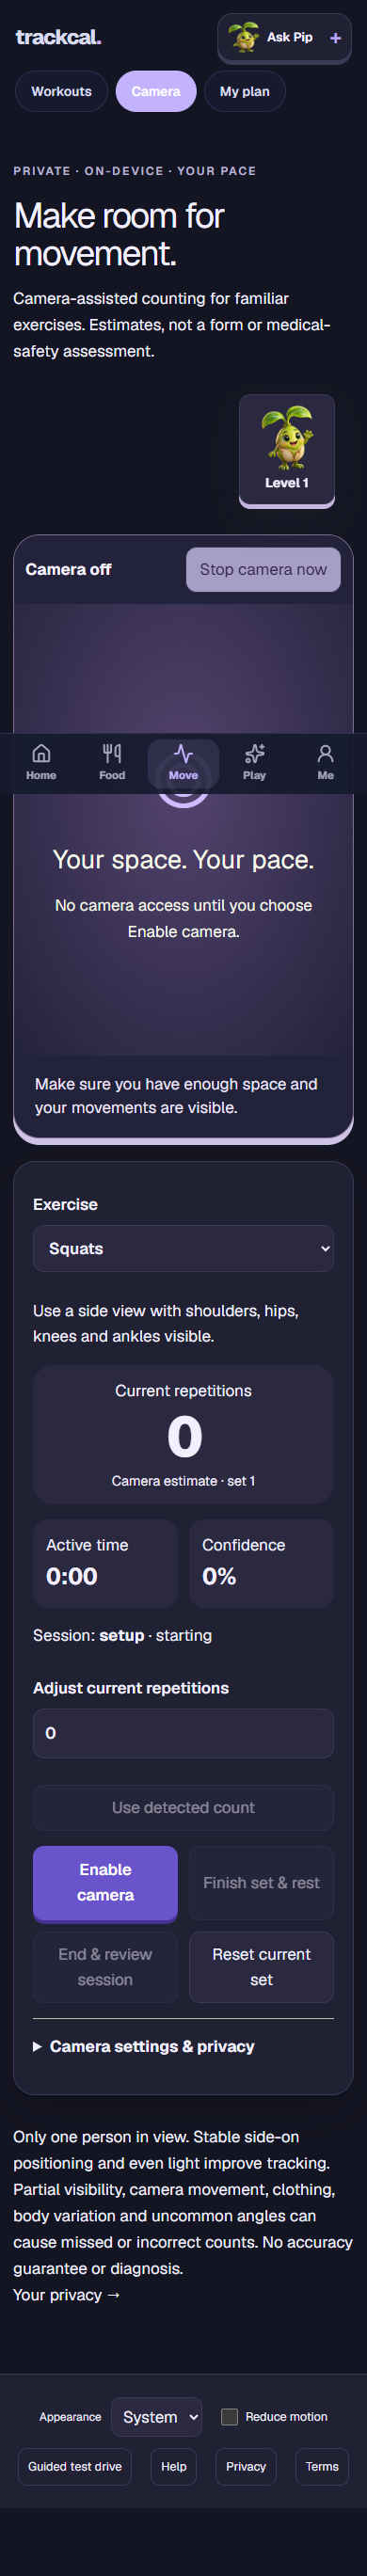 trackcal.
Ask Pip +
Workouts
Camera
My plan
PRIVATE · ON-DEVICE · YOUR PACE
Make room for
movement.
Camera-assisted counting for familiar
exercises. Estimates, not a form or medical-
safety assessment.
Level 1
Camera off
Stop camera now
Home
Food
Move
Play
Me
Your space. Your pace.
No camera access until you choose
Enable camera.
Make sure you have enough space and
your movements are visible.
Exercise
Squats
Use a side view with shoulders, hips,
knees and ankles visible.
Current repetitions
0
Camera estimate · set 1
Active time
0:00
Confidence
0%
Session: setup · starting
Adjust current repetitions
0
Use detected count
Enable
camera
Finish set & rest
End & review
session
Reset current
set
Camera settings & privacy
Only one person in view. Stable side-on
positioning and even light improve tracking.
Partial visibility, camera movement, clothing,
body variation and uncommon angles can
cause missed or incorrect counts. No accuracy
guarantee or diagnosis.
Your privacy →
Appearance
System
Reduce motion
Guided test drive
Help
Privacy
Terms